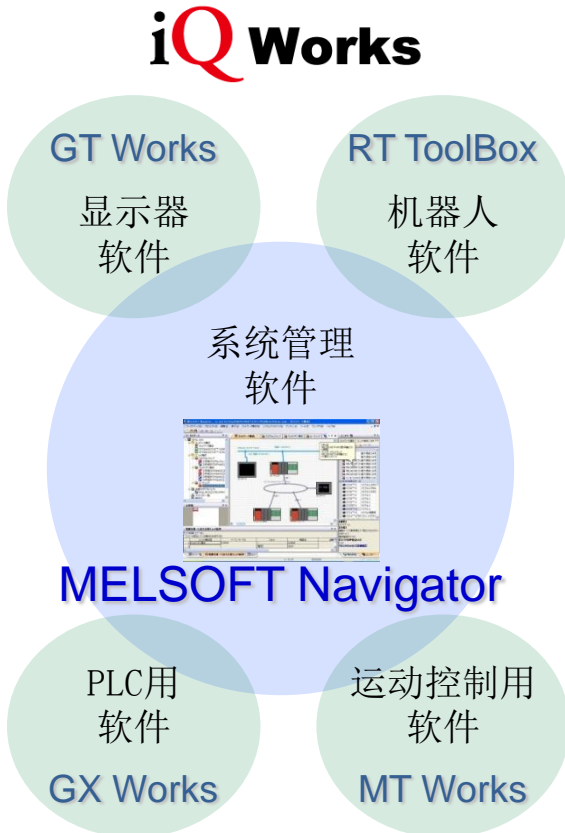 iQ Works
GT Works
显示器
软件
RT ToolBox
机器人
软件
系统管理
软件
MELSOFT Navigator
PLC用
软件
GX Works
运动控制用
软件
MT Works